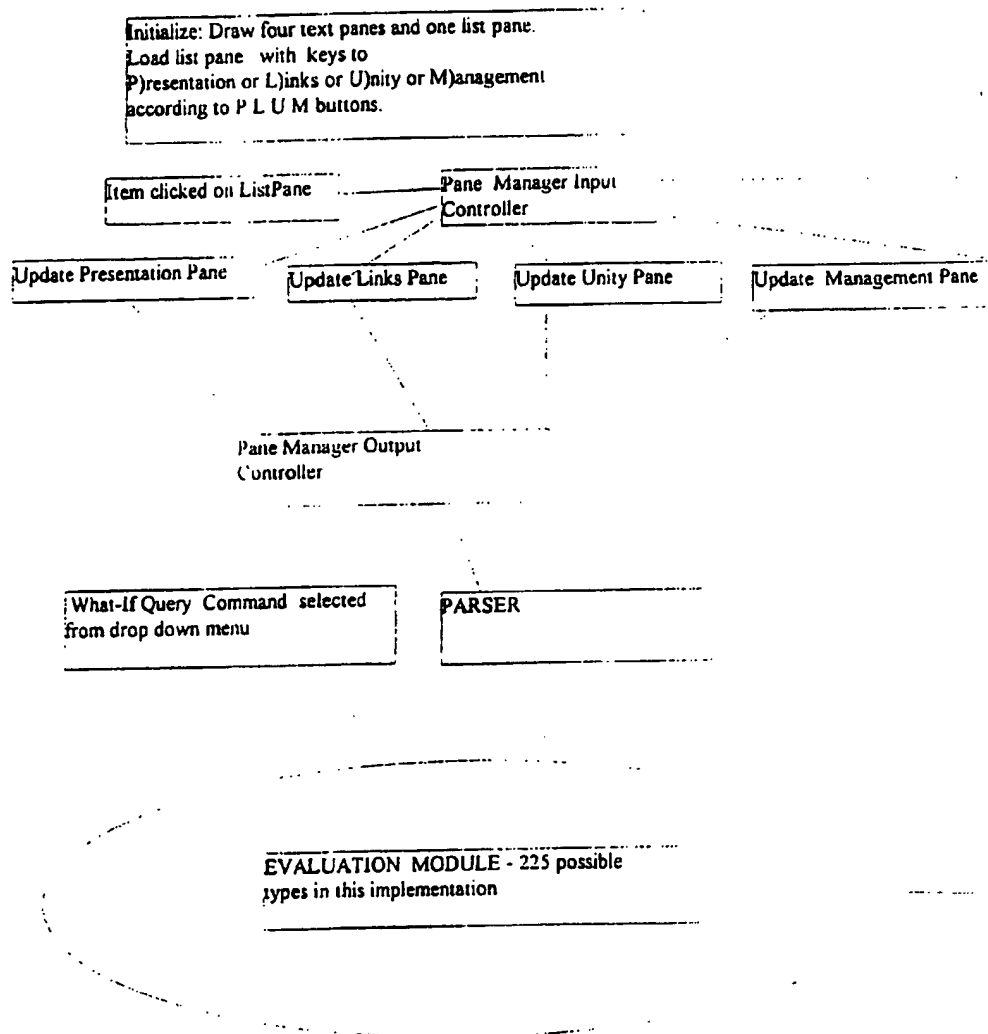 Initialize: Draw four text panes and one list pane.
Load list pane with keys to
P)resentation or L)inks or U)nity or M)anagement
according to P L U M buttons.
Item clicked on ListPane
Pane Manager Input
Controller
Update Presentation Pane
Update Links Pane
Update Unity Pane
Update Management Pane
Pane Manager Output
Controller
What-If Query Command selected
from drop down menu
PARSER
EVALUATION MODULE - 225 possible
types in this implementation